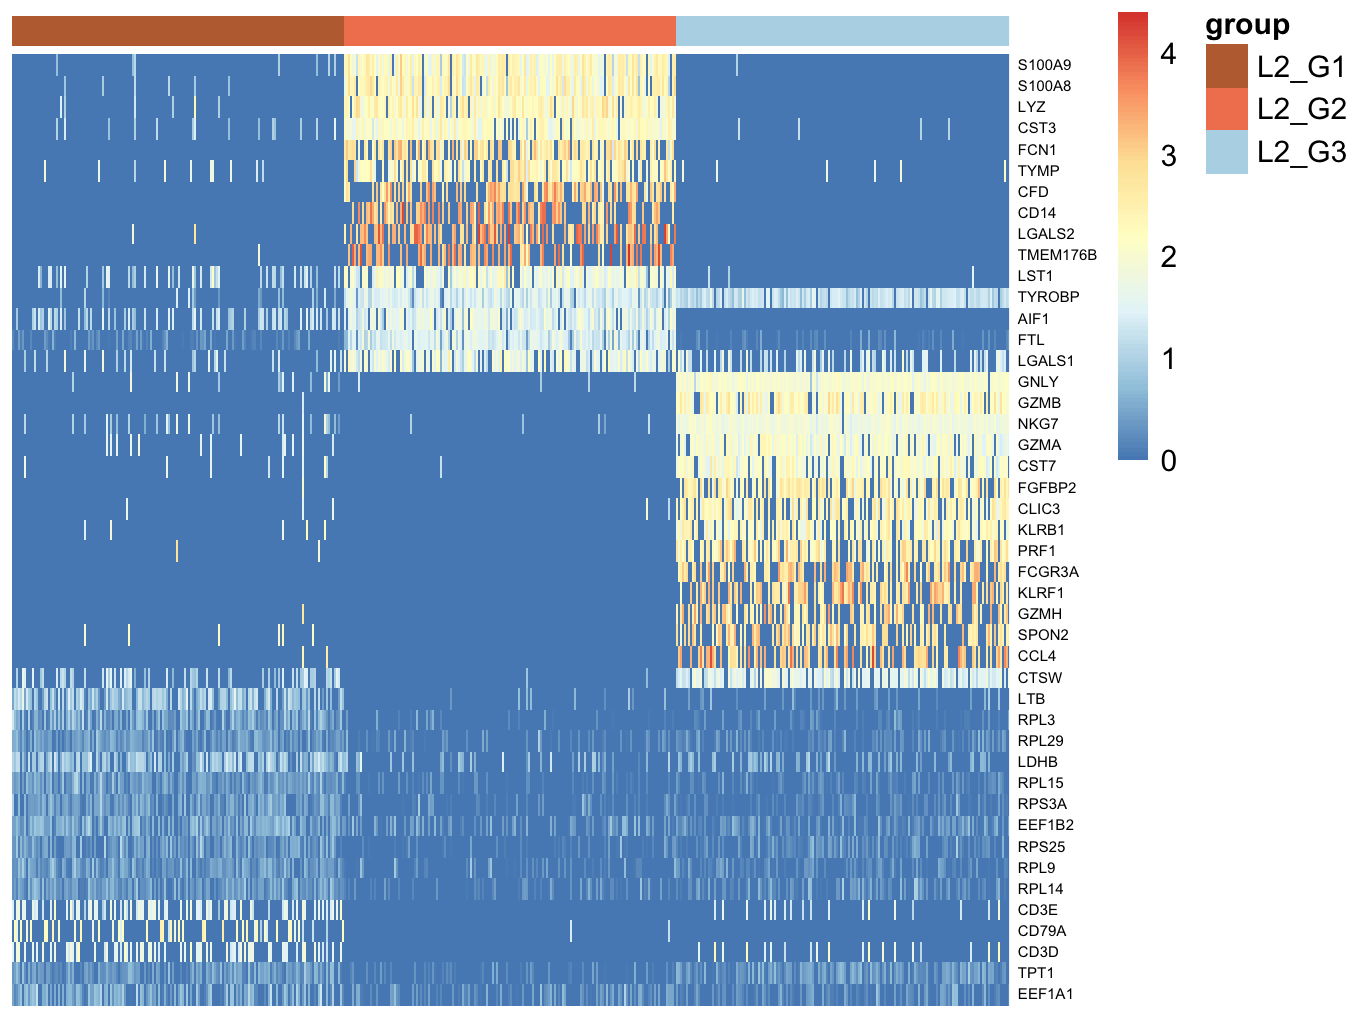 S100A9
S100A8
LYZ
CST3
FCN1
TYMP
CFD
CD14
LGALS2
TMEM176B
LST1
TYROBP
AIF1
FTL
LGALS1
GNLY
GZMB
NKG7
GZMA
CST7
FGFBP2
CLIC3
KLRB1
PRF1
FCGR3A
KLRF1
GZMH
SPON2
CCL4
CTSW
LTB
RPL3
RPL29
LDHB
RPL15
RPS3A
EEF1B2
RPS25
RPL9
RPL14
CD3E
CD79A
CD3D
TPT1
EEF1A1
4
3
2
1
0
group
L2_G1
L2_G2
L2_G3